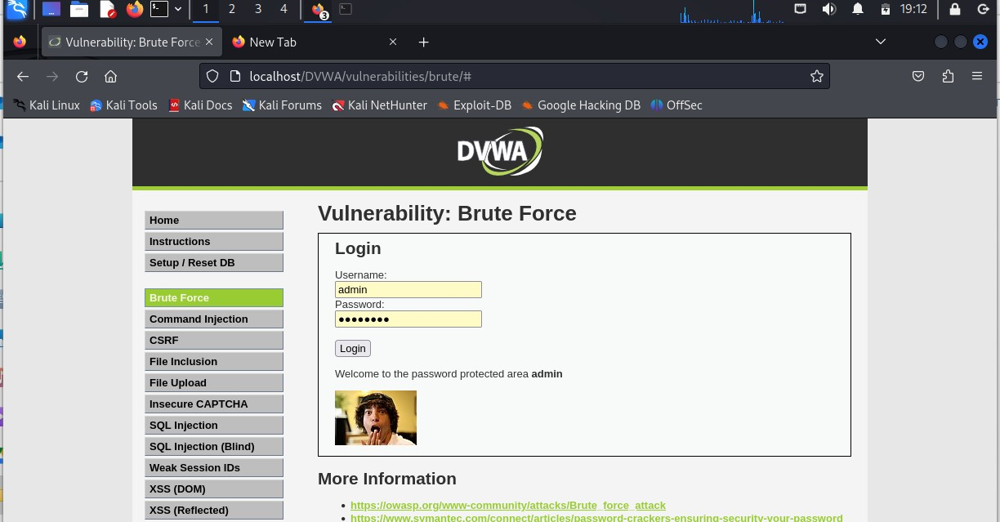 1 2 3 4 3 19:12
Vulnerability: Brute Force New Tab
localhost/DVWA/vulnerabilities/brute/#
Kali Linux Kali Tools Kali Docs Kali Forums Kali NetHunter Exploit-DB Google Hacking DB OffSec
DVWA
Vulnerability: Brute Force
Home
Instructions
Setup / Reset DB
Brute Force
Command Injection
CSRF
File Inclusion
File Upload
Insecure CAPTCHA
SQL Injection
SQL Injection (Blind)
Weak Session IDs
XSS (DOM)
XSS (Reflected)
Login
Username:
admin
Password:
●●●●●●●●
Login
Welcome to the password protected area admin
More Information
• https://owasp.org/www-community/attacks/Brute_force_attack
• https://www.symantec.com/connect/articles/password-crackers-ensuring-security-your-password